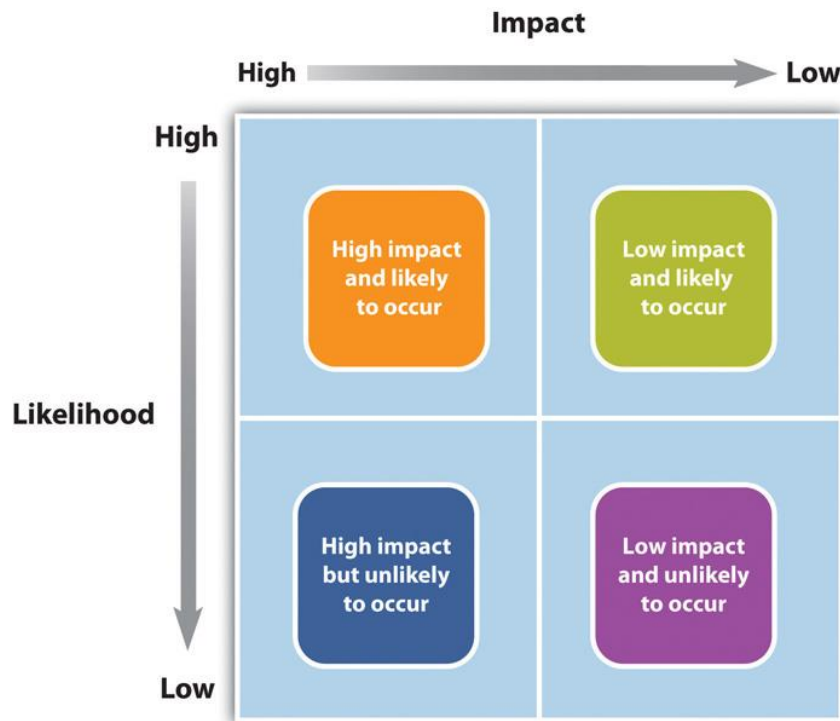 Impact
High
Low
High
High impact
and likely
to occur
Low impact
and likely
to occur
Likelihood
High impact
but unlikely
to occur
Low impact
and unlikely
to occur
Low